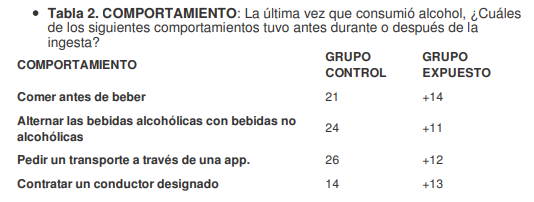 • Tabla 2. COMPORTAMIENTO: La última vez que consumió alcohol, ¿Cuáles
de los siguientes comportamientos tuvo antes durante o después de la
ingesta?
COMPORTAMIENTO GRUPO CONTROL GRUPO EXPUESTO
Comer antes de beber 21 +14
Alternar las bebidas alcohólicas con bebidas no
alcohólicas 24 +11
Pedir un transporte a través de una app. 26 +12
Contratar un conductor designado 14 +13